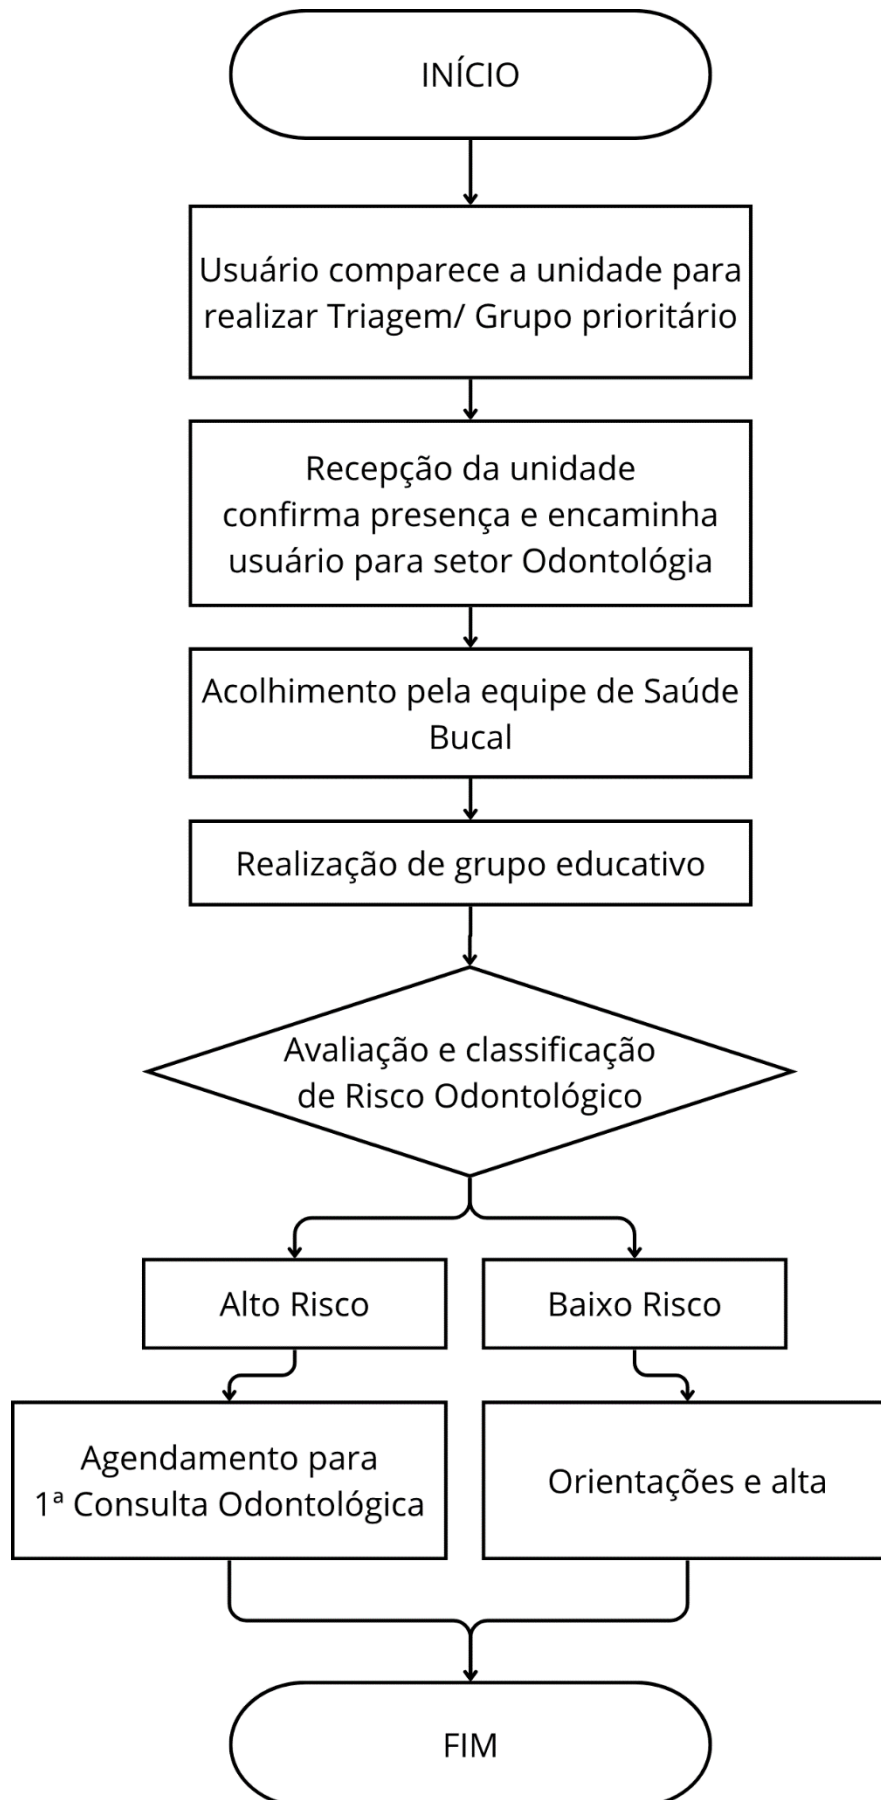 INÍCIO
Usuário comparece a unidade para
realizar Triagem/ Grupo prioritário
Recepção da unidade
confirma presença e encaminha
usuário para setor Odontológia
Acolhimento pela equipe de Saúde
Bucal
Realização de grupo educativo
Avaliação e classificação
de Risco Odontológico
Alto Risco
Baixo Risco
Agendamento para
1ª Consulta Odontológica
Orientações e alta
FIM